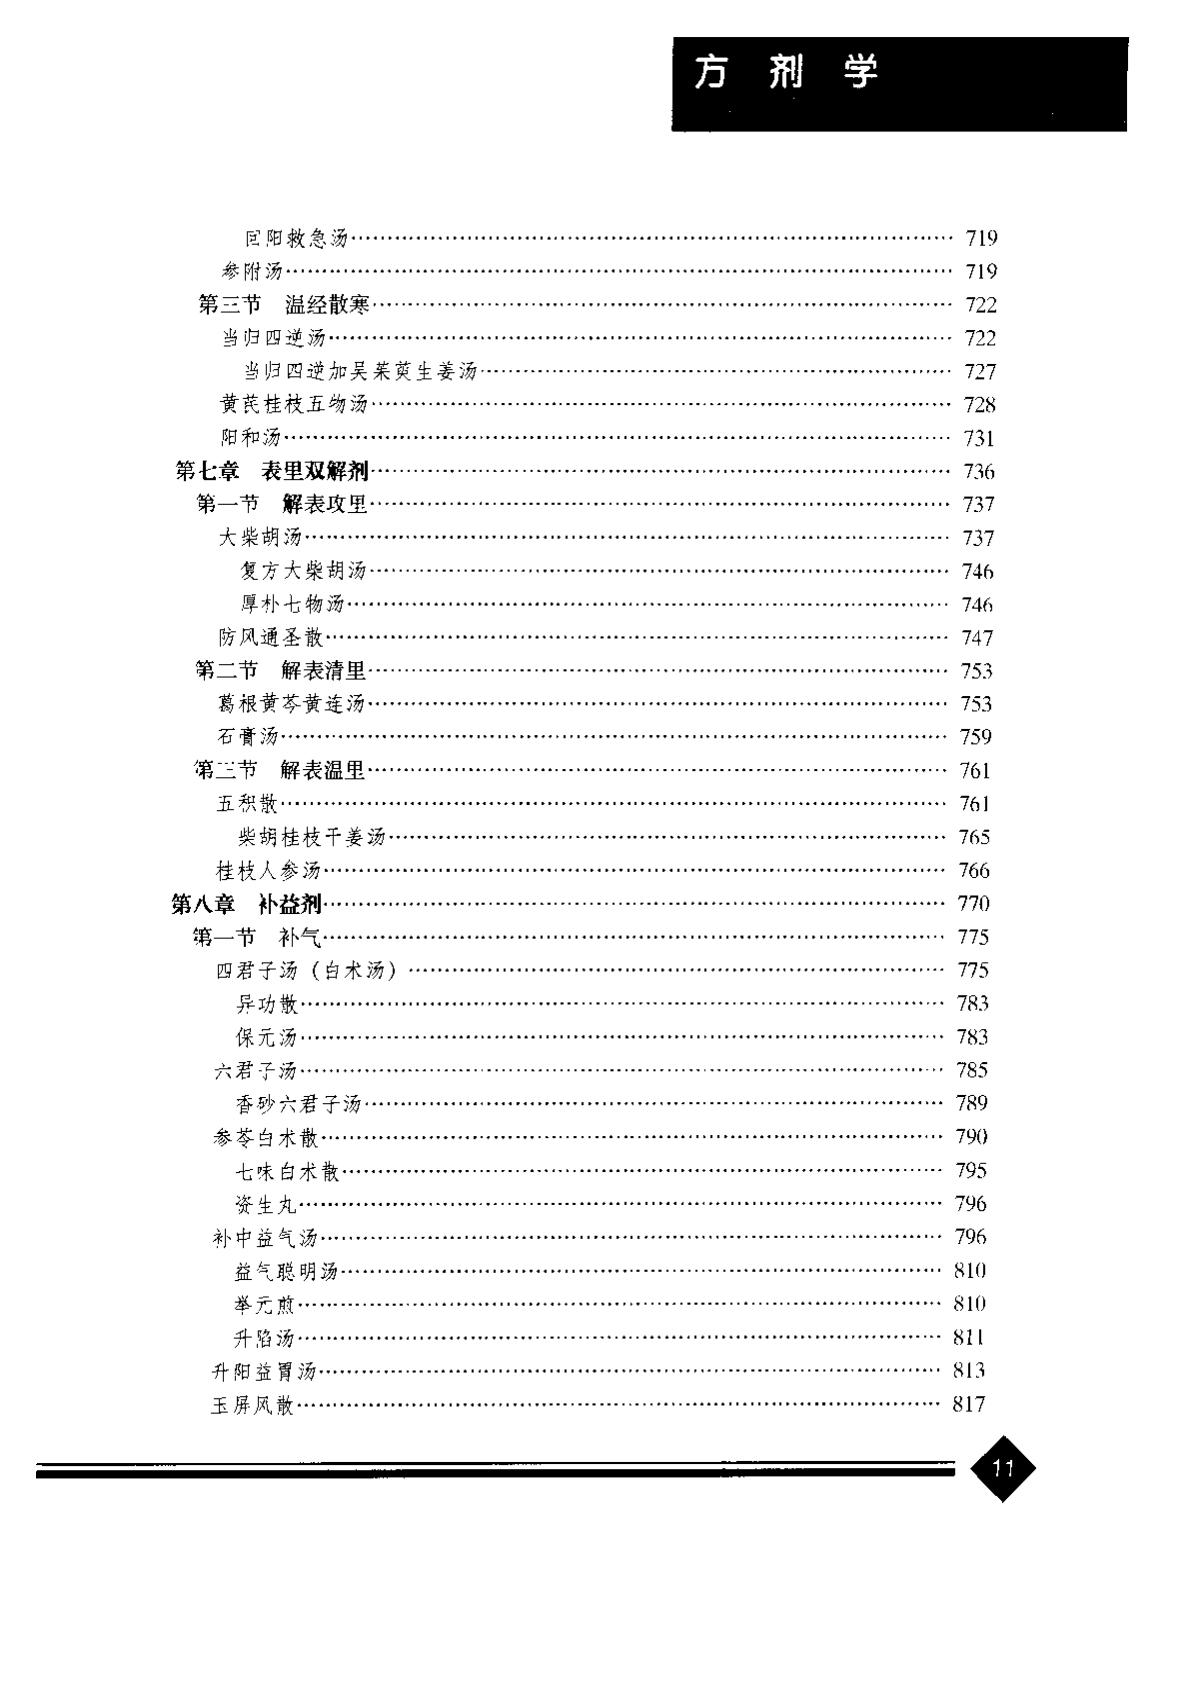 方 剂 学
回阳救急汤…………………………………………………… 719
参附汤…………………………………………………… 719
第三节　温经散寒…………………………………………………… 722
当归四逆汤…………………………………………………… 722
当归四逆加吴茱萸生姜汤…………………………………………………… 727
黄芪桂枝五物汤…………………………………………………… 728
阳和汤…………………………………………………… 731
第七章　表里双解剂…………………………………………………… 736
第一节　解表攻里…………………………………………………… 737
大柴胡汤…………………………………………………… 737
复方大柴胡汤…………………………………………………… 746
厚朴七物汤…………………………………………………… 746
防风通圣散…………………………………………………… 747
第二节　解表清里…………………………………………………… 753
葛根黄芩黄连汤…………………………………………………… 753
石膏汤…………………………………………………… 759
第三节　解表温里…………………………………………………… 761
五积散…………………………………………………… 761
柴胡桂枝干姜汤…………………………………………………… 765
桂枝人参汤…………………………………………………… 766
第八章　补益剂…………………………………………………… 770
第一节　补气…………………………………………………… 775
四君子汤（白术汤）…………………………………………………… 775
异功散…………………………………………………… 783
保元汤…………………………………………………… 783
六君子汤…………………………………………………… 785
香砂六君子汤…………………………………………………… 789
参苓白术散…………………………………………………… 790
七味白术散…………………………………………………… 795
资生丸…………………………………………………… 796
补中益气汤…………………………………………………… 796
益气聪明汤…………………………………………………… 810
举元煎…………………………………………………… 810
升陷汤…………………………………………………… 811
升阳益胃汤…………………………………………………… 813
玉屏风散…………………………………………………… 817
11